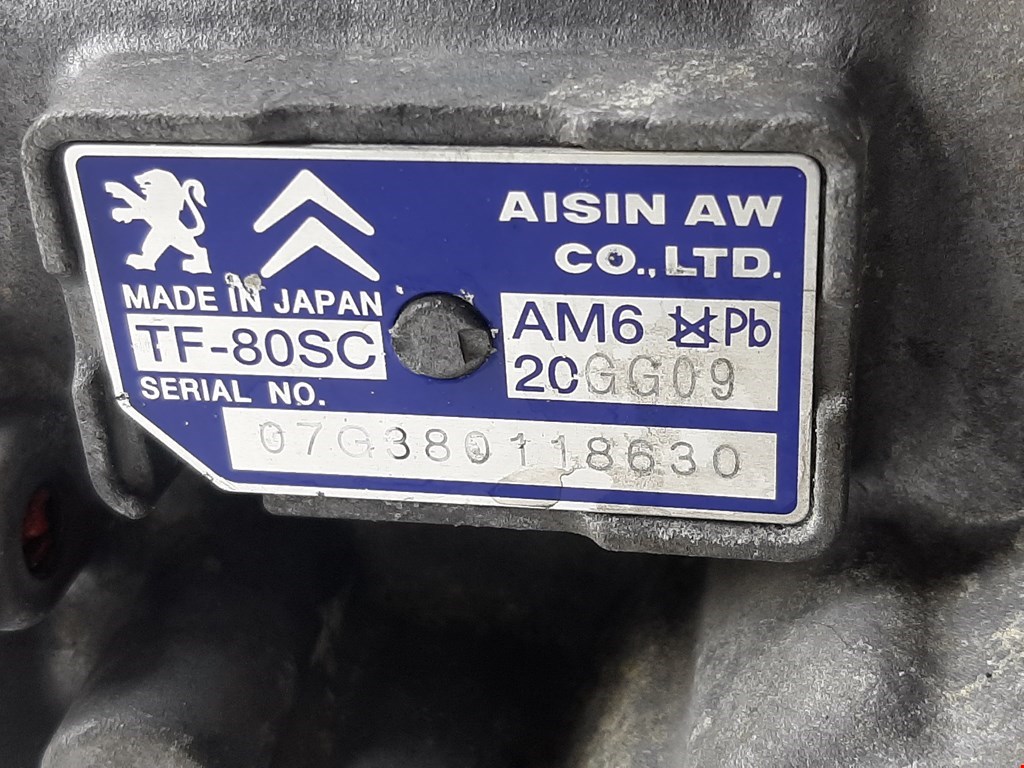 AISIN AW
CO., LTD.
MADE IN JAPAN
TF-80SC
AM6 Pb
20GG09
SERIAL NO.
07G380118630